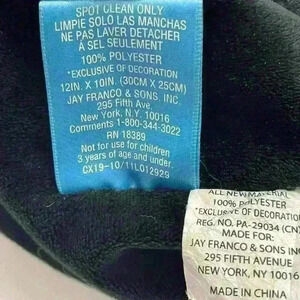 SPOT CLEAN ONLY
LIMPIE SOLO LAS MANCHAS
NE PAS LAVER DETACHER
A SEL SEULEMENT
100% POLYESTER
*EXCLUSIVE OF DECORATION
12IN. X 10IN. (30CM X 25CM)
JAY FRANCO & SONS, INC.
295 Fifth Ave.
New York, N.Y. 10016
Comments 1-800-344-3022
RN 18389
Not for use for children
3 years of age and under.
CX19-10/11L012929
ALL NEW MATERIAL
100% POLYESTER
*EXCLUSIVE OF DECORATION
REG. NO. PA-29034 (CN)
MADE FOR:
JAY FRANCO & SONS INC
295 FIFTH AVENUE
NEW YORK, NY 10016
MADE IN CHINA